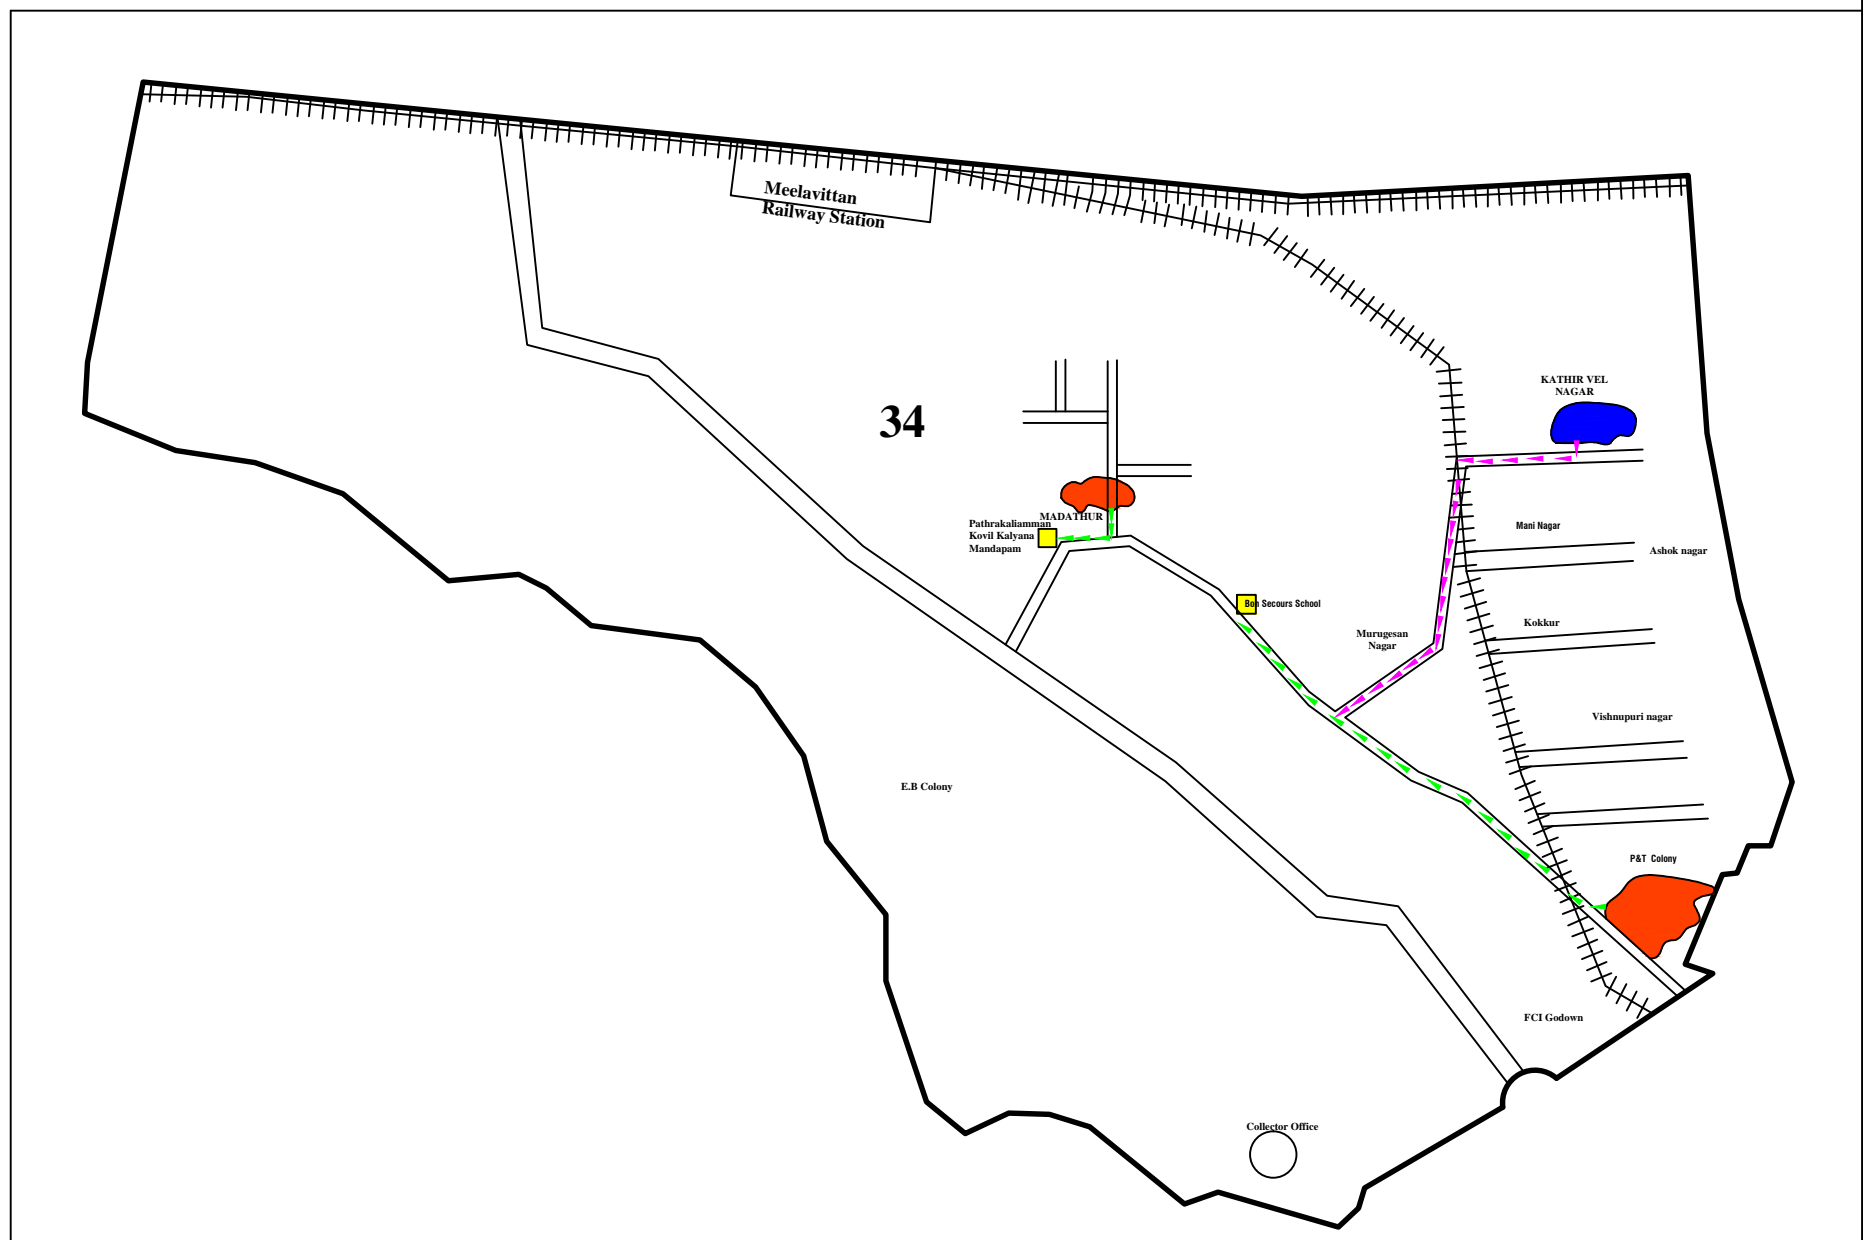 Meelavittan
Railway Station
KATHIR VEL
NAGAR
34
MADATHUR
Pathrakaliamman
Kovil Kalyana
Mandapam
Mani Nagar
Ashok nagar
Bon Secours School
Kokkur
Murugesan
Nagar
Vishnupuri nagar
E.B Colony
P&T Colony
FCI Godown
Collector Office